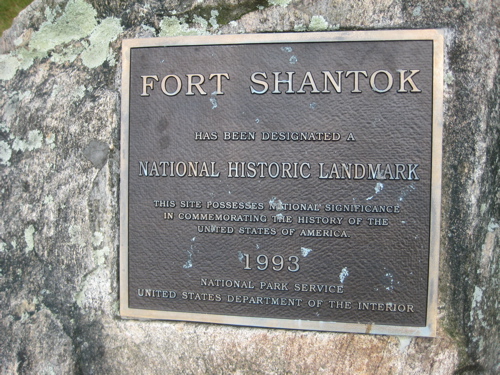 FORT SHANTOK
HAS BEEN DESIGNATED A
NATIONAL HISTORIC LANDMARK
THIS SITE POSSESSES NATIONAL SIGNIFICANCE
IN COMMEMORATING THE HISTORY OF THE
UNITED STATES OF AMERICA.
1993
NATIONAL PARK SERVICE
UNITED STATES DEPARTMENT OF THE INTERIOR